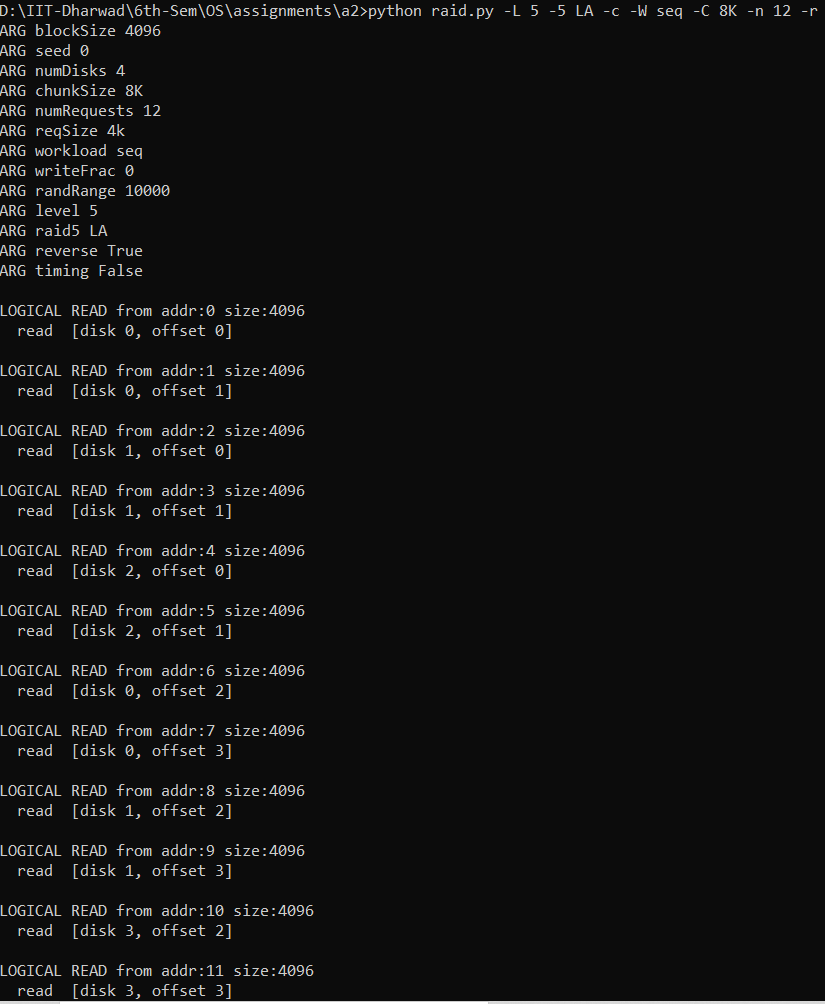 D:\IIT-Dharwad\6th-Sem\OS\assignments\a2>python raid.py -L 5 -5 LA -c -W seq -C 8K -n 12 -r
ARG blockSize 4096
ARG seed 0
ARG numDisks 4
ARG chunkSize 8K
ARG numRequests 12
ARG reqSize 4k
ARG workload seq
ARG writeFrac 0
ARG randRange 10000
ARG level 5
ARG raid5 LA
ARG reverse True
ARG timing False
LOGICAL READ from addr:0 size:4096
read [disk 0, offset 0]
LOGICAL READ from addr:1 size:4096
read [disk 0, offset 1]
LOGICAL READ from addr:2 size:4096
read [disk 1, offset 0]
LOGICAL READ from addr:3 size:4096
read [disk 1, offset 1]
LOGICAL READ from addr:4 size:4096
read [disk 2, offset 0]
LOGICAL READ from addr:5 size:4096
read [disk 2, offset 1]
LOGICAL READ from addr:6 size:4096
read [disk 0, offset 2]
LOGICAL READ from addr:7 size:4096
read [disk 0, offset 3]
LOGICAL READ from addr:8 size:4096
read [disk 1, offset 2]
LOGICAL READ from addr:9 size:4096
read [disk 1, offset 3]
LOGICAL READ from addr:10 size:4096
read [disk 3, offset 2]
LOGICAL READ from addr:11 size:4096
read [disk 3, offset 3]